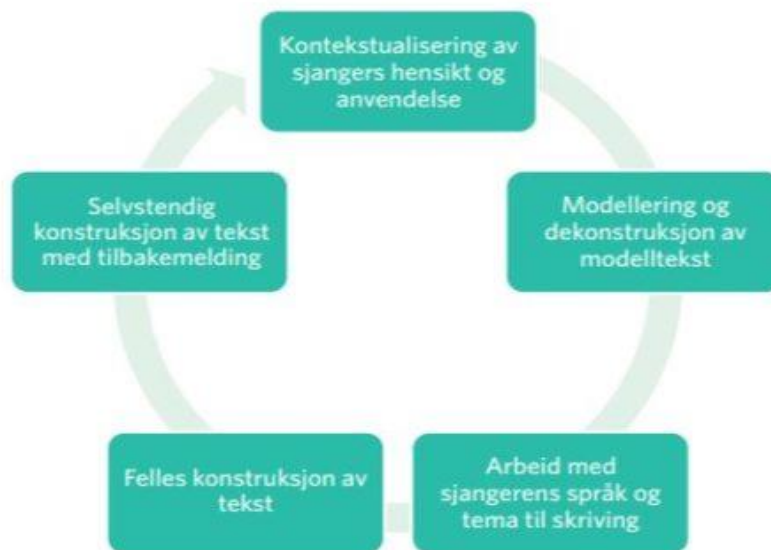 Kontekstualisering av
sjangers hensikt og
anvendelse
Modellering og
dekonstruksjon av
modelltekst
Arbeid med
sjangerens språk og
tema til skriving
Felles konstruksjon av
tekst
Selvstendig
konstruksjon av tekst
med tilbakemelding